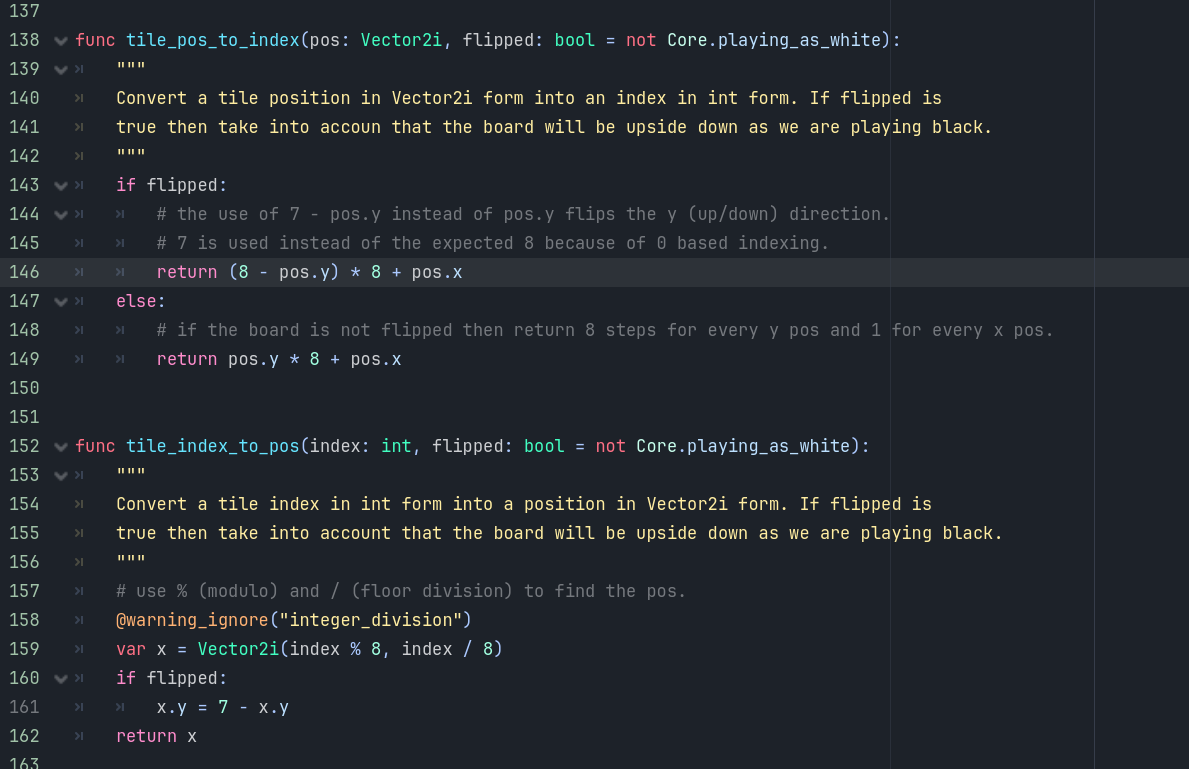 137
138 func tile_pos_to_index(pos: Vector2i, flipped: bool = not Core.playing_as_white):
139 """
140 Convert a tile position in Vector2i form into an index in int form. If flipped is
141 true then take into accoun that the board will be upside down as we are playing black.
142 """
143 if flipped:
144 # the use of 7 - pos.y instead of pos.y flips the y (up/down) direction.
145 # 7 is used instead of the expected 8 because of 0 based indexing.
146 return (8 - pos.y) * 8 + pos.x
147 else:
148 # if the board is not flipped then return 8 steps for every y pos and 1 for every x pos.
149 return pos.y * 8 + pos.x
150
151
152 func tile_index_to_pos(index: int, flipped: bool = not Core.playing_as_white):
153 """
154 Convert a tile index in int form into a position in Vector2i form. If flipped is
155 true then take into account that the board will be upside down as we are playing black.
156 """
157 # use % (modulo) and / (floor division) to find the pos.
158 @warning_ignore("integer_division")
159 var x = Vector2i(index % 8, index / 8)
160 if flipped:
161 x.y = 7 - x.y
162 return x
163